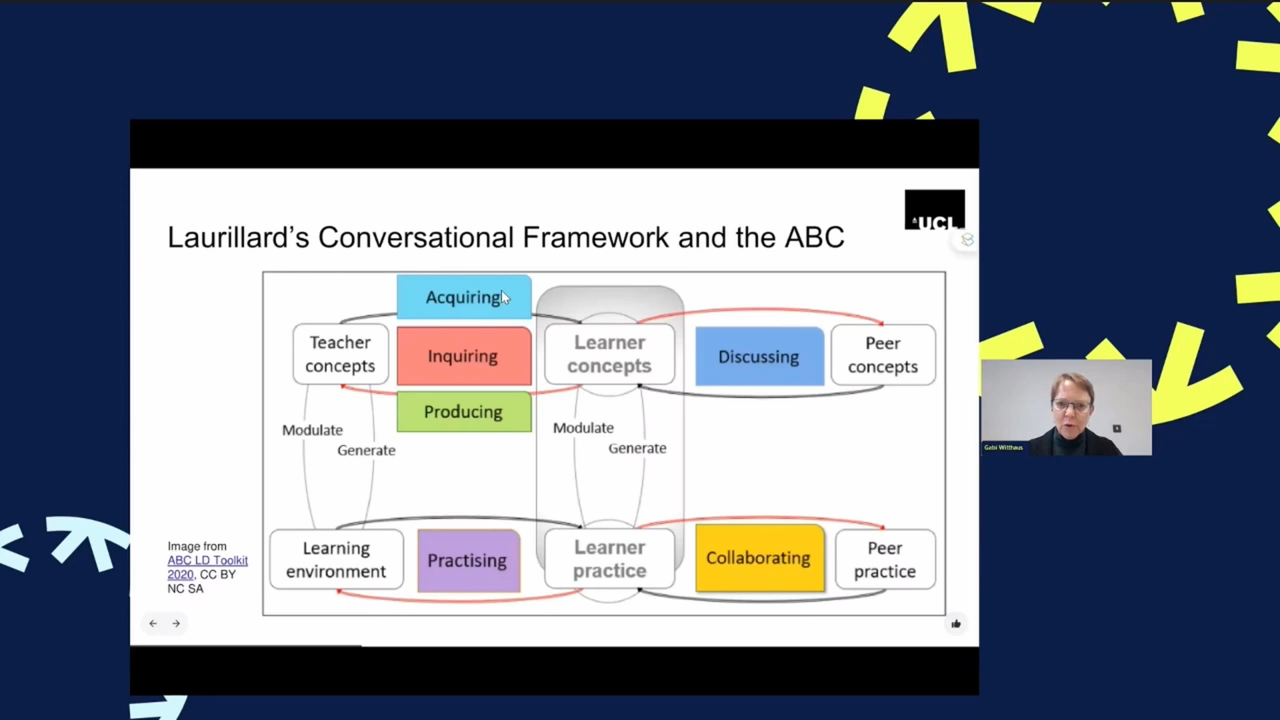 UCL
Laurillard's Conversational Framework and the ABC
Acquiring
Teacher
concepts
Inquiring
Learner
concepts
Discussing
Peer
concepts
Producing
Modulate
Generate
Modulate
Generate
Learning
environment
Practising
Learner
practice
Collaborating
Peer
practice
Image from
ABC LD Toolkit
2020, CC BY
NC SA
Gabi Witthaus